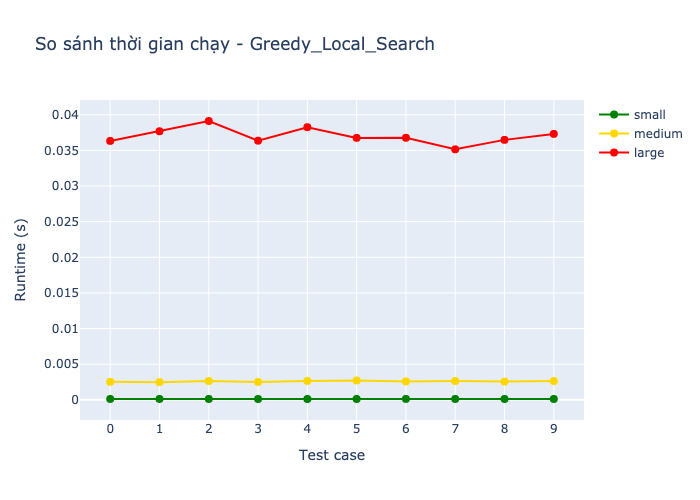 So sánh thời gian chạy - Greedy_Local_Search
small
medium
large
Runtime (s)
0.04
0.035
0.03
0.025
0.02
0.015
0.01
0.005
0
0 1 2 3 4 5 6 7 8 9
Test case